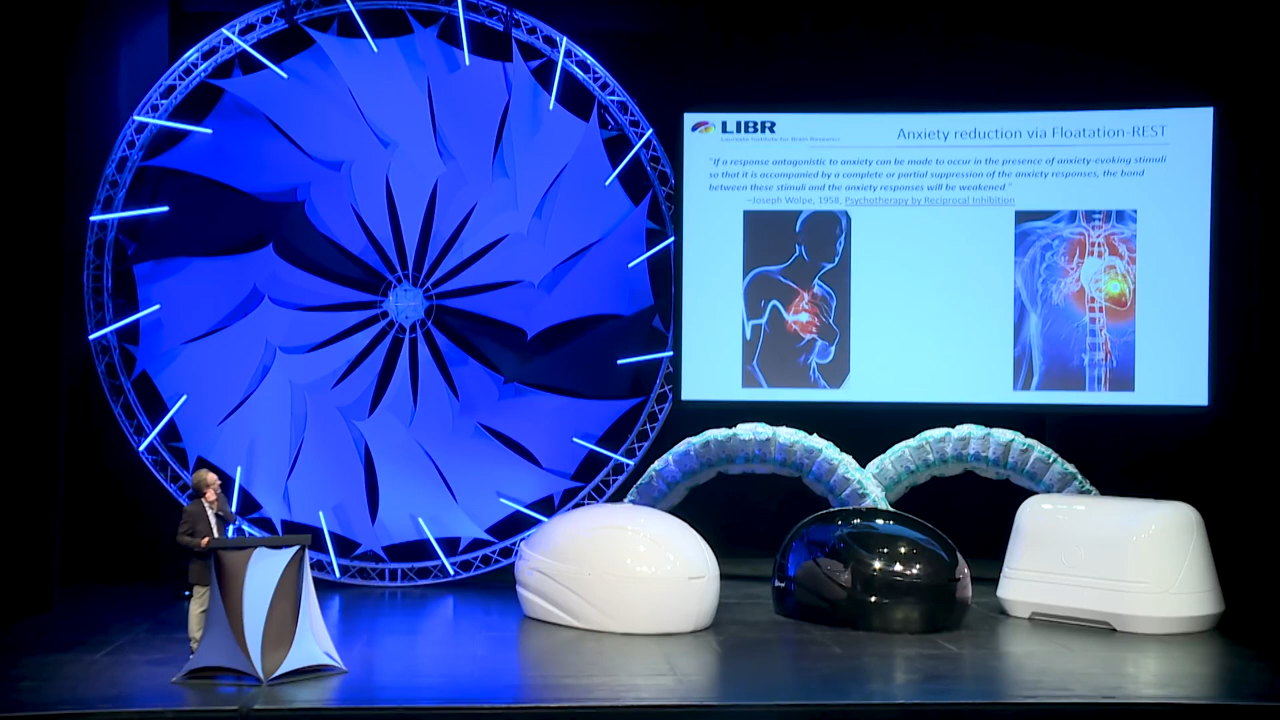 LIBR
Laureate Institute for Brain Research
Anxiety reduction via Floatation-REST
"If a response antagonistic to anxiety can be made to occur in the presence of anxiety-evoking stimuli
so that it is accompanied by a complete or partial suppression of the anxiety responses, the bond
between these stimuli and the anxiety responses will be weakened."
–Joseph Wolpe, 1958, Psychotherapy by Reciprocal Inhibition